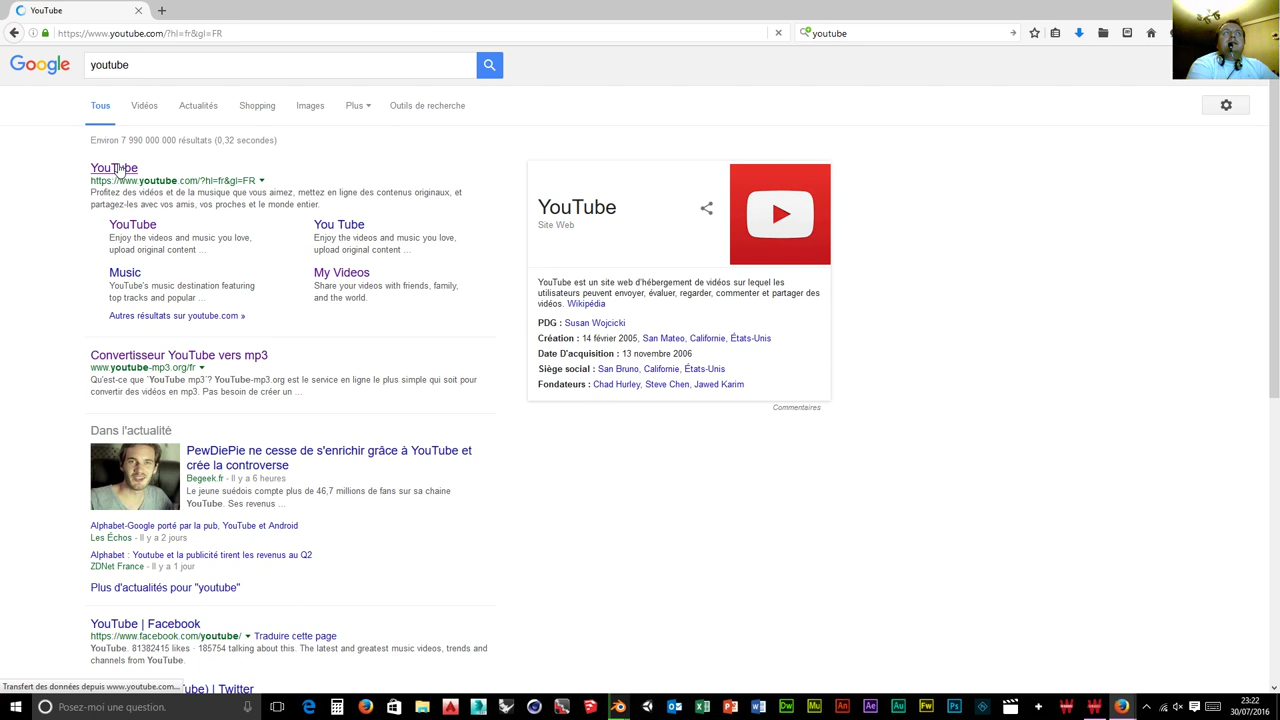 YouTube
https://www.youtube.com/?hl=fr&gl=FR
youtube
Google
youtube
Tous
Vidéos
Actualités
Shopping
Images
Plus
Outils de recherche
Environ 7 990 000 000 résultats (0,32 secondes)
YouTube
https://www.youtube.com/?hl=fr&gl=FR
Profitez des vidéos et de la musique que vous aimez, mettez en ligne des contenus originaux, et
partagez-les avec vos amis, vos proches et le monde entier.
YouTube
Enjoy the videos and music you love,
upload original content ...
You Tube
Enjoy the videos and music you love,
upload original content ...
Music
YouTube's music destination featuring
top tracks and popular ...
My Videos
Share your videos with friends, family,
and the world.
Autres résultats sur youtube.com »
Convertisseur YouTube vers mp3
www.youtube-mp3.org/fr
Qu'est-ce que ´YouTube mp3´? YouTube-mp3.org est le service en ligne le plus simple qui soit pour
convertir des vidéos en mp3. Pas besoin de créer un ...
Dans l'actualité
PewDiePie ne cesse de s'enrichir grâce à YouTube et
crée la controverse
Begeek.fr - Il y a 6 heures
Le jeune suédois compte plus de 46,7 millions de fans sur sa chaine
YouTube. Ses revenus ...
Alphabet-Google porté par la pub, YouTube et Android
Les Échos - Il y a 2 jours
Alphabet : Youtube et la publicité tirent les revenus au Q2
ZDNet France - Il y a 1 jour
Plus d'actualités pour "youtube"
YouTube | Facebook
https://www.facebook.com/youtube/ Traduire cette page
YouTube. 81382415 likes · 185754 talking about this. The latest and greatest music videos, trends and
channels from YouTube.
Tube) | Twitter
YouTube
Site Web
YouTube est un site web d'hébergement de vidéos sur lequel les
utilisateurs peuvent envoyer, évaluer, regarder, commenter et partager des
vidéos. Wikipédia
PDG : Susan Wojcicki
Création : 14 février 2005, San Mateo, Californie, États-Unis
Date D'acquisition : 13 novembre 2006
Siège social : San Bruno, Californie, États-Unis
Fondateurs : Chad Hurley, Steve Chen, Jawed Karim
Commentaires
Transfert des données depuis www.youtube.com...
Posez-moi une question.
Dw
Mu
An
Ae
Au
Fw
Ps
23:22
30/07/2016